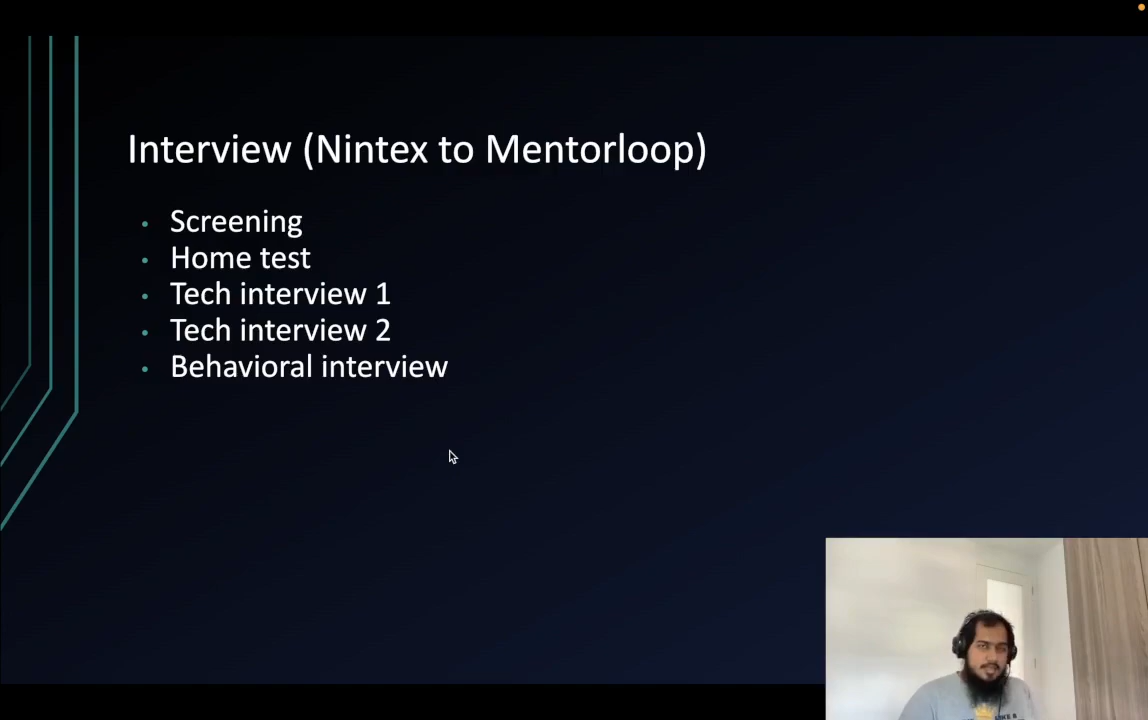 Interview (Nintex to Mentorloop)
• Screening
• Home test
• Tech interview 1
• Tech interview 2
• Behavioral interview